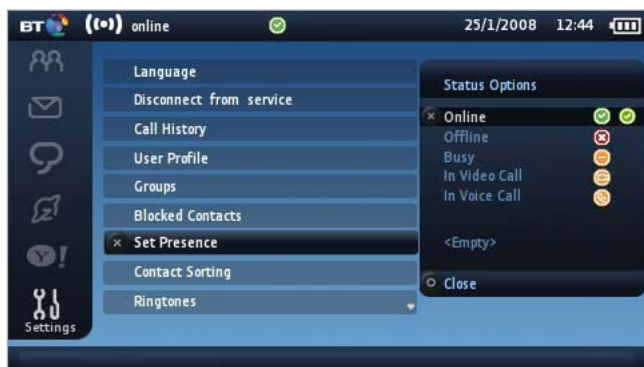 BT online 25/1/2008 12:44
Language
Disconnect from service
Call History
User Profile
Groups
Blocked Contacts
Set Presence
Contact Sorting
Ringtones
Settings
Status Options
Online
Offline
Busy
In Video Call
In Voice Call
<Empty>
Close